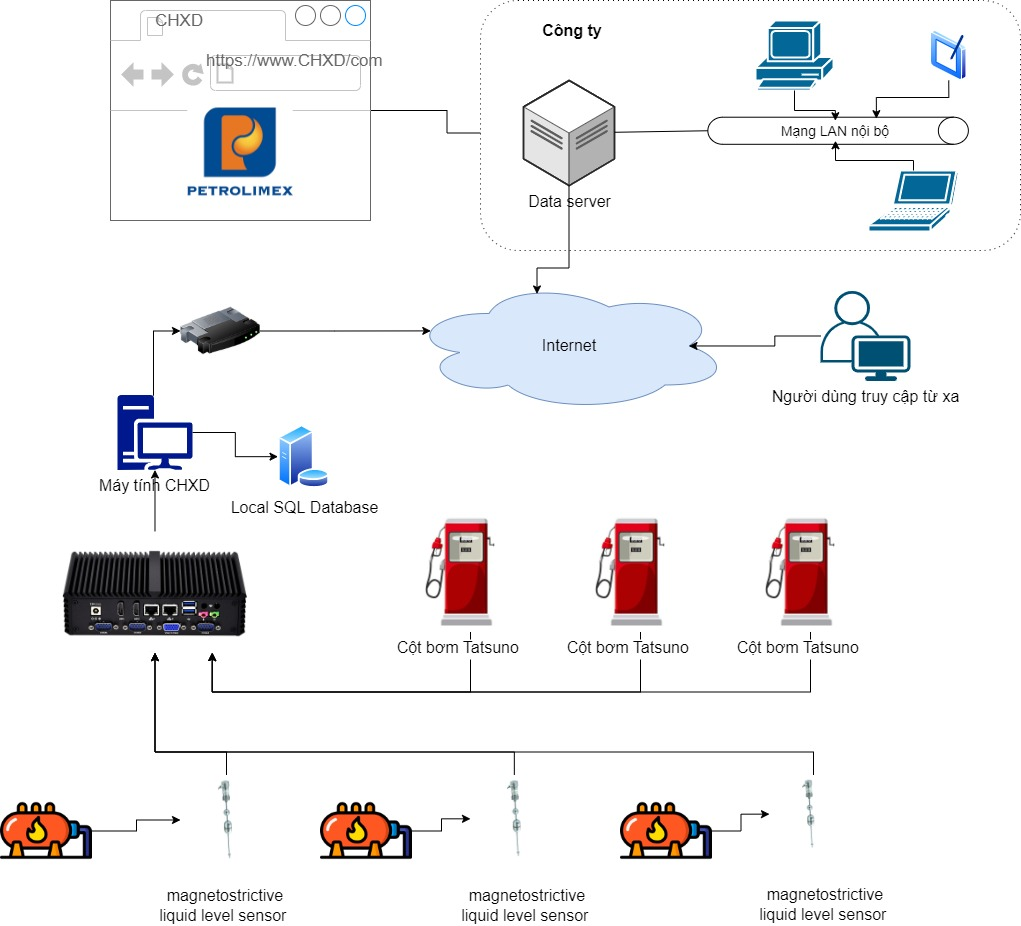 CHXD
https://www.CHXD/com
PETROLIMEX
Công ty
Data server
Mạng LAN nội bộ
Internet
Người dùng truy cập từ xa
Máy tính CHXD
Local SQL Database
Cột bơm Tatsuno
Cột bơm Tatsuno
Cột bơm Tatsuno
magnetostrictive
liquid level sensor
magnetostrictive
liquid level sensor
magnetostrictive
liquid level sensor